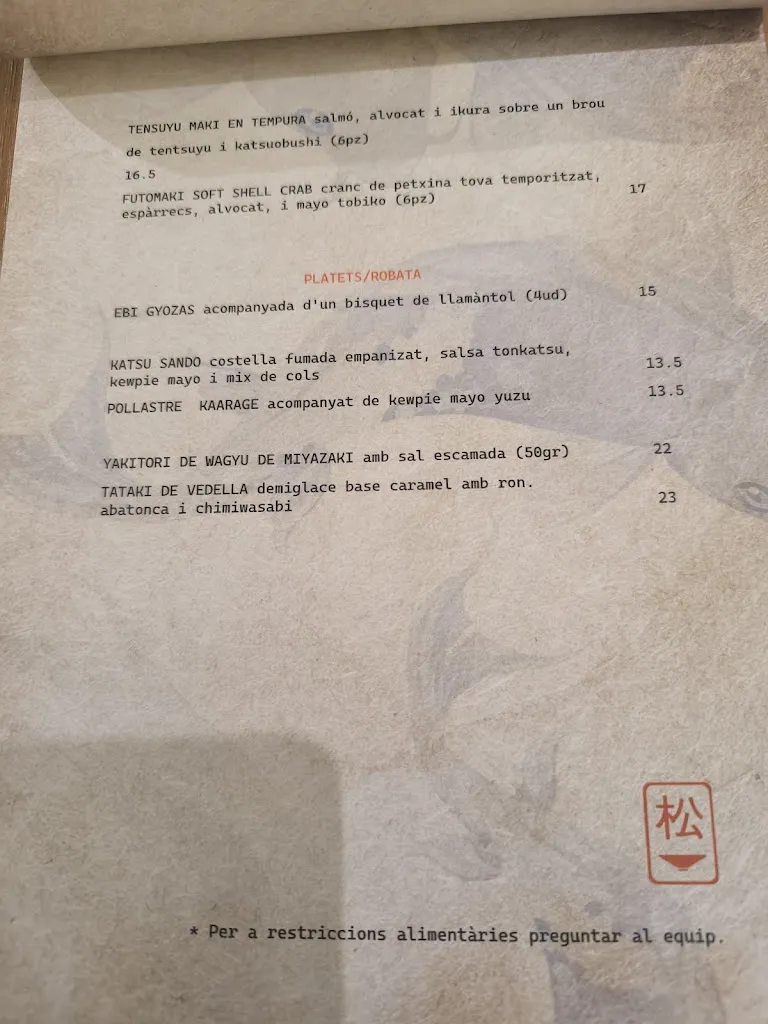 TENSUYU MAKI EN TEMPURA salmó, alvocat i ikura sobre un brou
de tentsuyu i katsuobushi (6pz)
16.5
FUTOMAKI SOFT SHELL CRAB cranc de petxina tova temporitzat, 17
espàrrecs, alvocat, i mayo tobiko (6pz)
PLATETS/ROBATA
EBI GYOZAS acompanyada d'un bisquet de llamàntol (4ud) 15
KATSU SANDO costella fumada empanizat, salsa tonkatsu,
kewpie mayo i mix de cols 13.5
POLLASTRE KAARAGE acompanyat de kewpie mayo yuzu 13.5
YAKITORI DE WAGYU DE MIYAZAKI amb sal escamada (50gr) 22
TATAKI DE VEDELLA demiglace base caramel amb ron.
abatonca i chimiwasabi 23
松
* Per a restriccions alimentàries preguntar al equip.